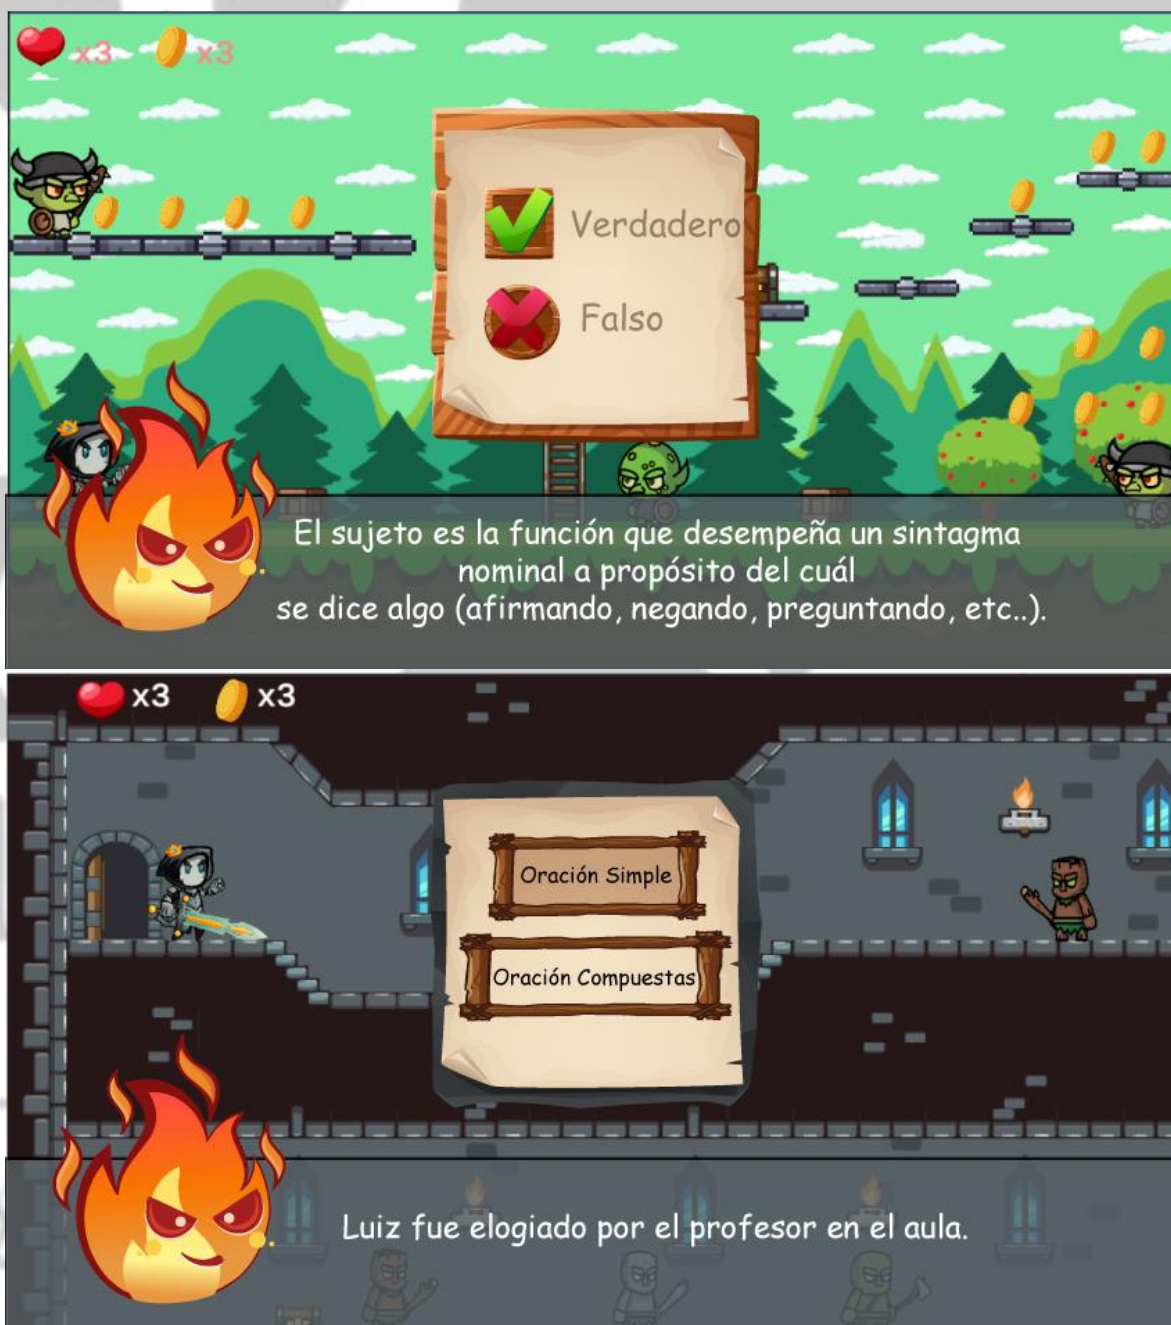 x3 x3
Verdadero
Falso
El sujeto es la función que desempeña un sintagma
nominal a propósito del cuál
se dice algo (afirmando, negando, preguntando, etc..).
x3 x3
Oración Simple
Oración Compuestas
Luiz fue elogiado por el profesor en el aula.